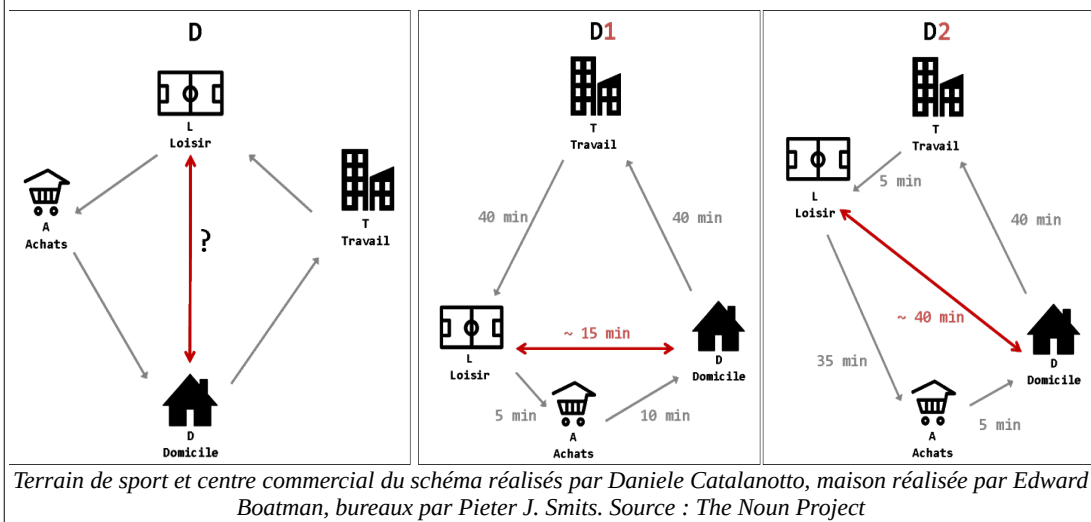 D
L
Loisir
A
Achats
T
Travail
?
D
Domicile
D1
T
Travail
40 min
40 min
L
Loisir
~ 15 min
D
Domicile
5 min
A
Achats
10 min
D2
T
Travail
L
Loisir
5 min
40 min
~ 40 min
35 min
D
Domicile
A
Achats
5 min
Terrain de sport et centre commercial du schéma réalisés par Daniele Catalanotto, maison réalisée par Edward
Boatman, bureaux par Pieter J. Smits. Source : The Noun Project